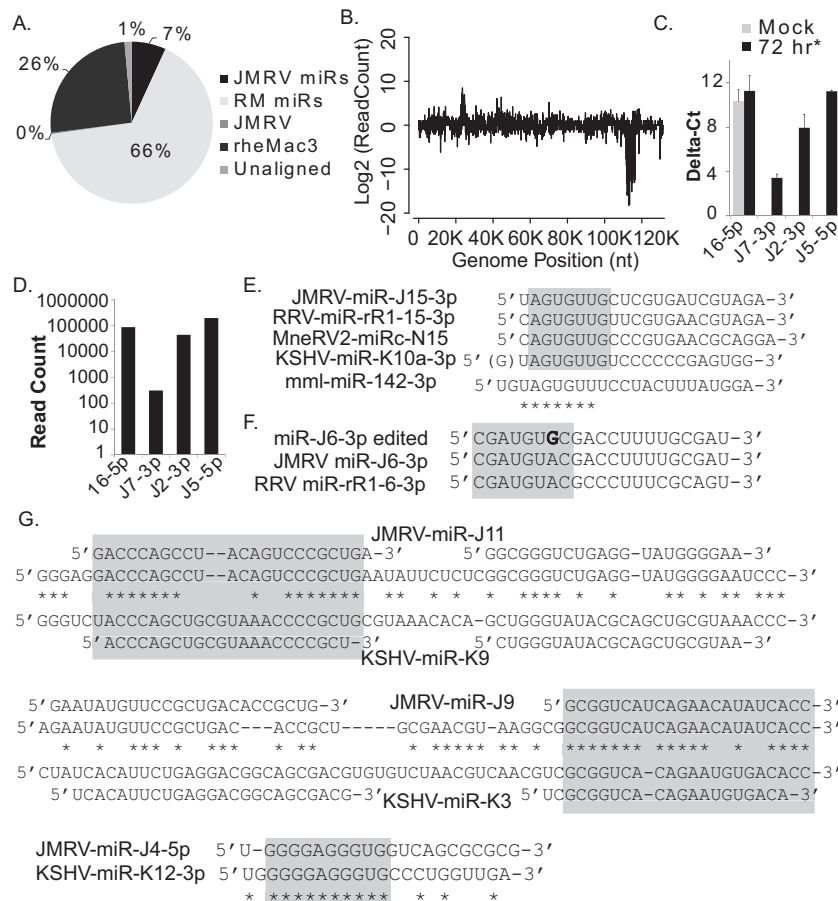 A.
1%
7%
26%
0%
66%
JMRV miRs
RM miRs
JMRV
rheMac3
Unaligned
B.
Log2 (ReadCount)
20
10
0
−10
−20
0 20K 40K 60K 80K 100K 120K
Genome Position (nt)
C.
Mock
72 hr*
Delta-Ct
12
8
4
0
16-5p
J7-3p
J2-3p
J5-5p
D.
Read Count
1000000
100000
10000
1000
100
10
1
16-5p
J7-3p
J2-3p
J5-5p
E.
JMRV-miR-J15-3p 5'UAGUGUUGCUCGUGAUCGUAGA-3'
RRV-miR-rR1-15-3p 5'CAGUGUUGUUCGUGAACGUAGA-3'
MneRV2-miRc-N15 5'CAGUGUUGUUCGUGAACGCAGGA-3'
KSHV-miR-K10a-3p 5'(G)UAGUGUUGUCCCCCCGAGUGG-3'
mml-miR-142-3p 5'UGUAGUGUUUCCUACUUUAUGGA-3'
*******
F.
miR-J6-3p edited 5'CGAUGUGCGACCUUUUGCGAU-3'
JMRV miR-J6-3p 5'CGAUGUACGACCUUUUGCGAU-3'
RRV miR-rR1-6-3p 5'CGAUGUACGCCCUUUCGCAGU-3'
G.
JMRV-miR-J11
5'GACCCAGCCU--ACAGUCCCGCUGA-3' 5'GGCGGGUCUGAGG-UAUGGGGAA-3'
5'GGGAGGACCCAGCCU--ACAGUCCCGCUGAAUAUUCUCUCGGCGGGUCUGAGG-UAUGGGGAAUCCC-3'
*** ******* * ******* * * * **** * * * ** ** * ***
5'GGGUCUACCCAGCUGCGUAAACCCCGCUGCGUAAACACA-GCUGGGUAUACGCAGCUGCGUAAACCC-3'
5'ACCCAGCUGCGUAAACCCCGCU-3' 5'CUGGGUAUACGCAGCUGCGUAA-3'
KSHV-miR-K9
5'GAAUAUGUUCCGCUGACACCGCUG-3' JMRV-miR-J9 5'GCGGUCAUCAGAACAUAUCACC-3'
5'AGAAUAUGUUCCGCUGAC---ACCGCU-----GCGAACGU-AAGGCGGCGGUCAUCAGAACAUAUCACC-3'
* * *** * *** * ** * ***** ** * ******* ***** * ****
5'CUAUCACAUUCUGAGGACGGCAGCGACGUGUGUCUAACGUCAACGUCGCGGUCA-CAGAAUGUGACACC-3'
5'UCACAUUCUGAGGACGGCAGCGACG-3' KSHV-miR-K3 5'UCGCGGUCA-CAGAAUGUGACA-3'
JMRV-miR-J4-5p 5'U-GGGGAGGGUGGUCAGCGCGCG-3'
KSHV-miR-K12-3p 5'UGGGGGAGGGUGCCCUGGUUGA-3'
* ********** * * *